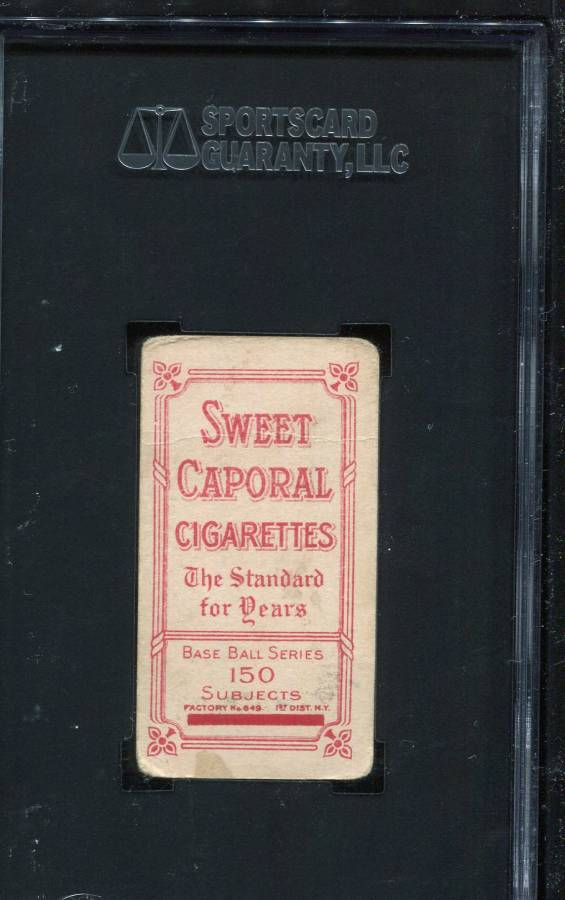 SPORTSCARD
GUARANTY, LLC
SWEET
CAPORAL
CIGARETTES
The Standard
for Years
BASE BALL SERIES
150
SUBJECTS
FACTORY No. 649. 1ST DIST. N.Y.